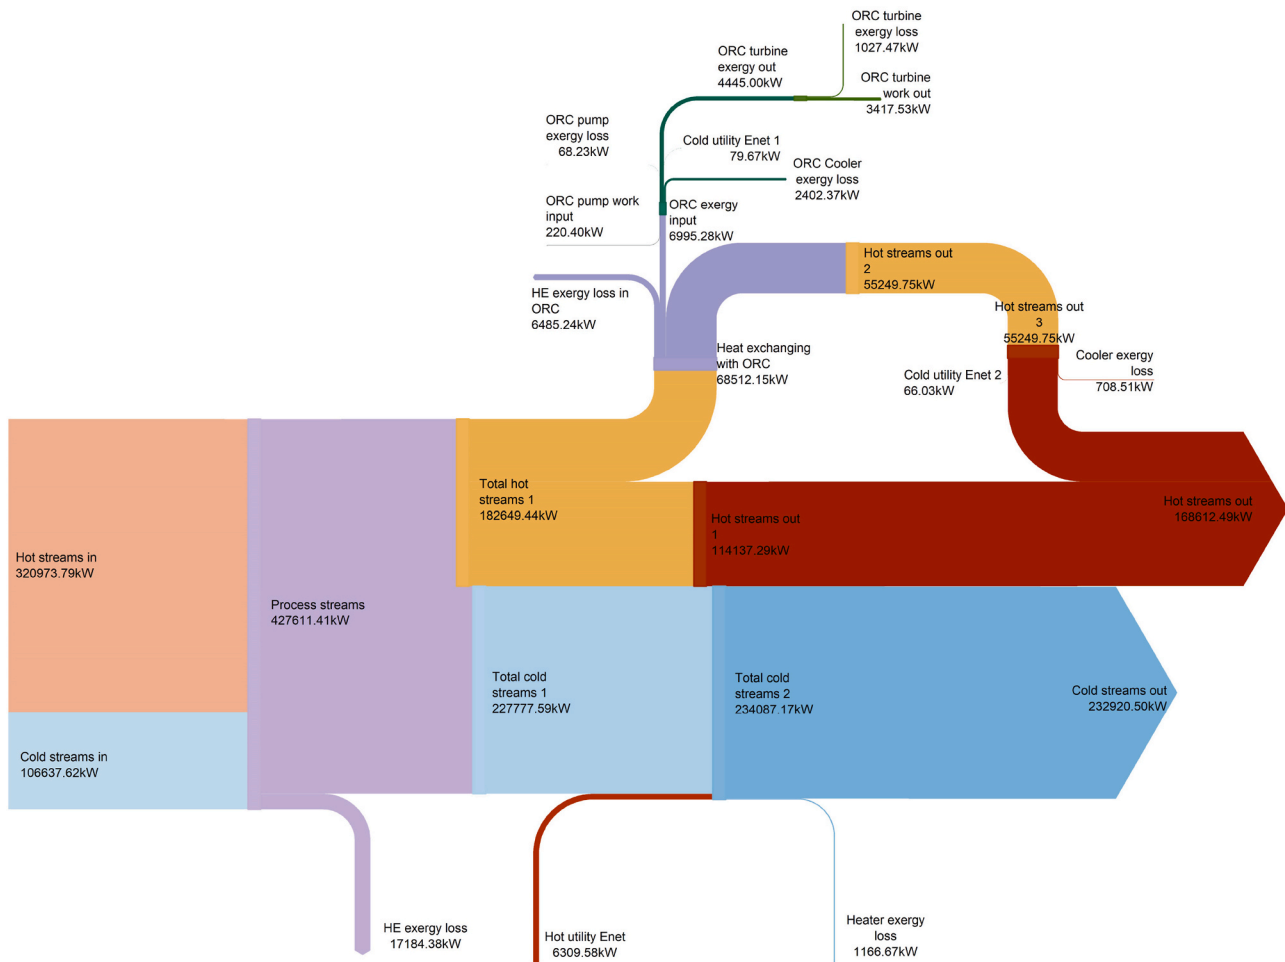 ORC turbine
exergy loss
1027.47kW
ORC turbine
exergy out
4445.00kW
ORC turbine
work out
3417.53kW
ORC pump
exergy loss
68.23kW
Cold utility Enet 1
79.67kW
ORC Cooler
exergy loss
2402.37kW
ORC pump work
input
220.40kW
ORC exergy
input
6995.28kW
HE exergy loss in
ORC
6485.24kW
Hot streams out
2
55249.75kW
Hot streams out
3
55249.75kW
Heat exchanging
with ORC
68512.15kW
Cold utility Enet 2
66.03kW
Cooler exergy
loss
708.51kW
Total hot
streams 1
182649.44kW
Hot streams out
1
114137.29kW
Hot streams out
168612.49kW
Hot streams in
320973.79kW
Process streams
427611.41kW
Total cold
streams 1
227777.59kW
Total cold
streams 2
234087.17kW
Cold streams out
232920.50kW
Cold streams in
106637.62kW
HE exergy loss
17184.38kW
Hot utility Enet
6309.58kW
Heater exergy
loss
1166.67kW